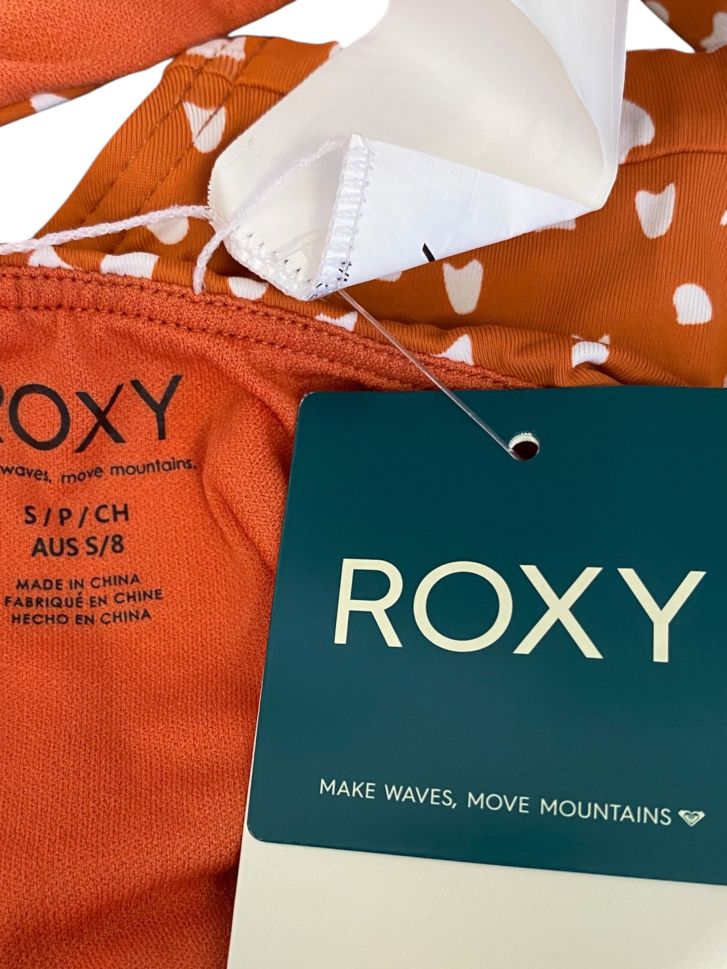 ROXY
waves, move mountains.
S/P/CH
AUS S/8
MADE IN CHINA
FABRIQUÉ EN CHINE
HECHO EN CHINA
ROXY
MAKE WAVES, MOVE MOUNTAINS